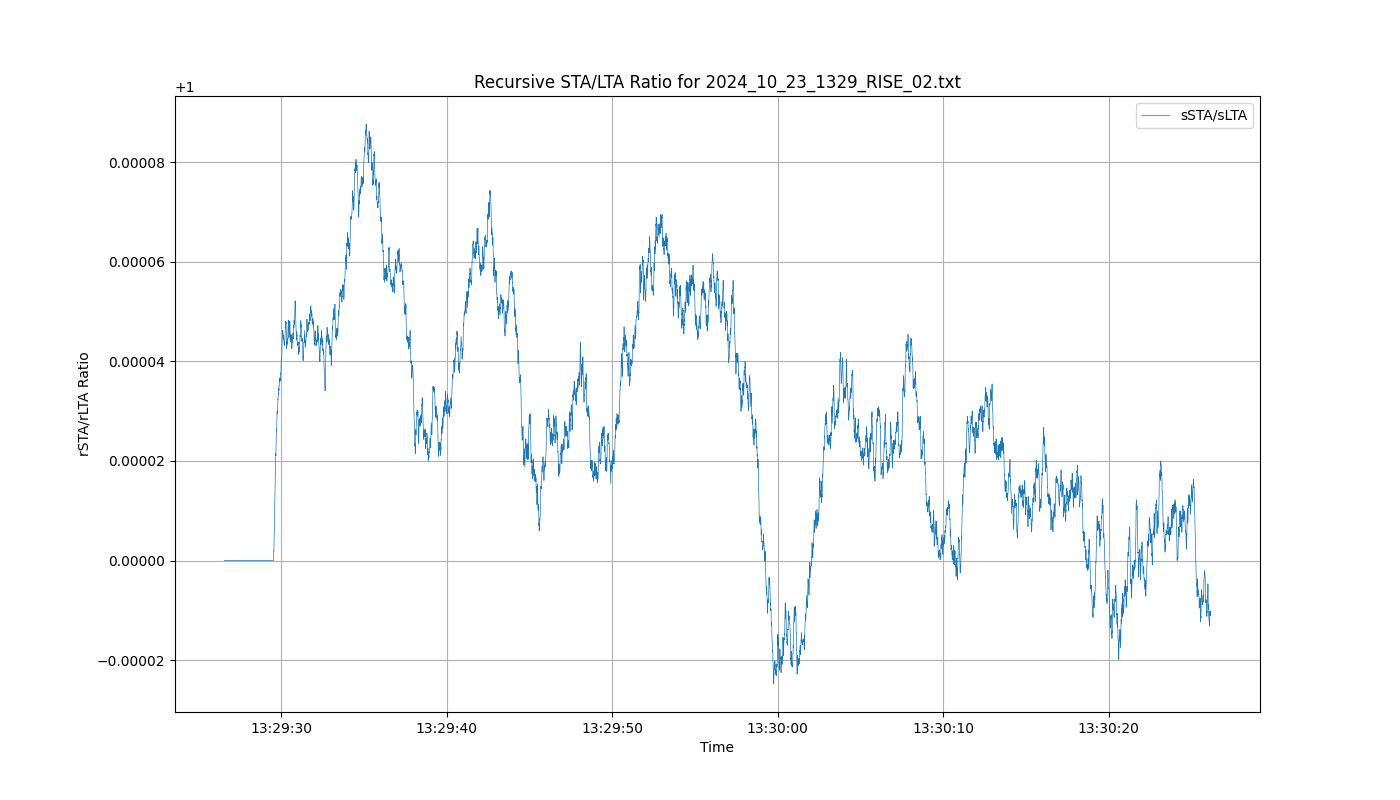 Recursive STA/LTA Ratio for 2024_10_23_1329_RISE_02.txt
+1
sSTA/sLTA
0.00008
0.00006
0.00004
0.00002
0.00000
−0.00002
rSTA/rLTA Ratio
13:29:30 13:29:40 13:29:50 13:30:00 13:30:10 13:30:20
Time